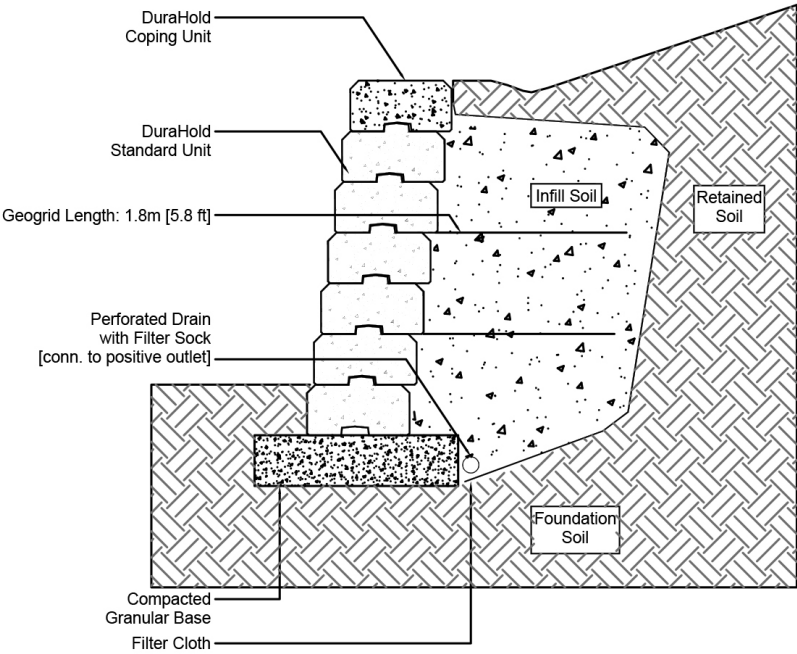 DuraHold
Coping Unit
DuraHold
Standard Unit
Infill Soil
Retained
Soil
Geogrid Length: 1.8m [5.8 ft]
Perforated Drain
with Filter Sock
[conn. to positive outlet]
Foundation
Soil
Compacted
Granular Base
Filter Cloth